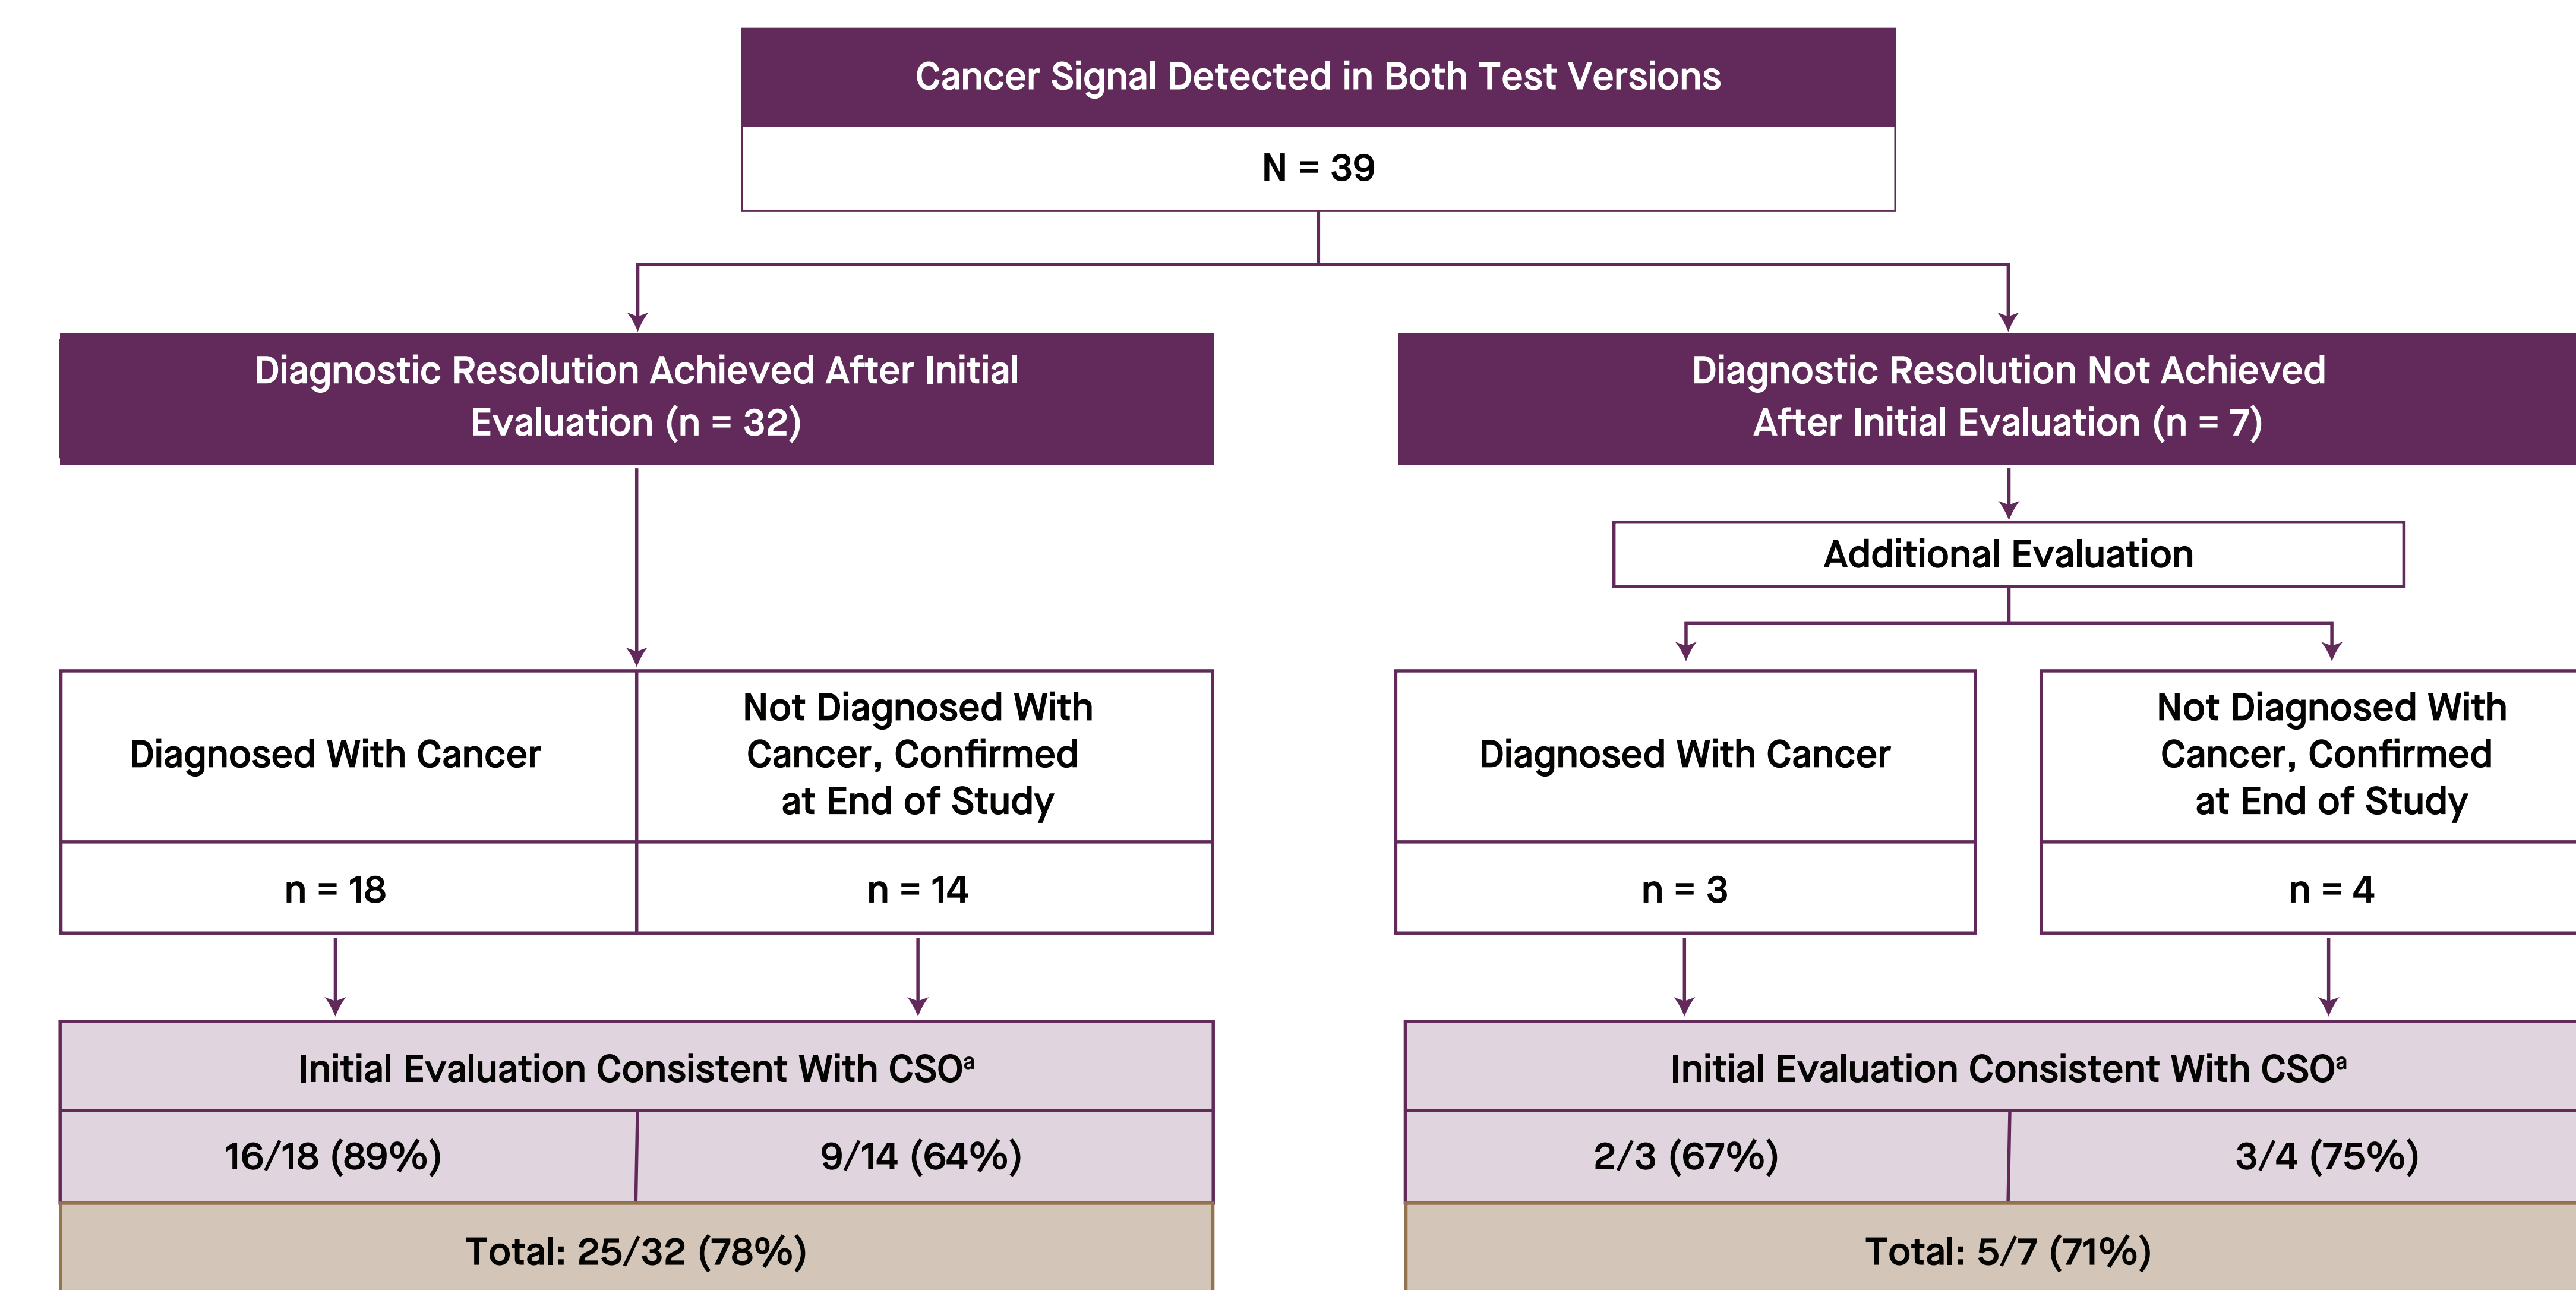 Cancer Signal Detected in Both Test Versions
N = 39
Diagnostic Resolution Achieved After Initial
Evaluation (n = 32)
Diagnostic Resolution Not Achieved
After Initial Evaluation (n = 7)
Additional Evaluation
Diagnosed With Cancer
Not Diagnosed With
Cancer, Confirmed
at End of Study
Diagnosed With Cancer
Not Diagnosed With
Cancer, Confirmed
at End of Study
n = 18
n = 14
n = 3
n = 4
Initial Evaluation Consistent With CSOᵃ
Initial Evaluation Consistent With CSOᵃ
16/18 (89%)
9/14 (64%)
2/3 (67%)
3/4 (75%)
Total: 25/32 (78%)
Total: 5/7 (71%)